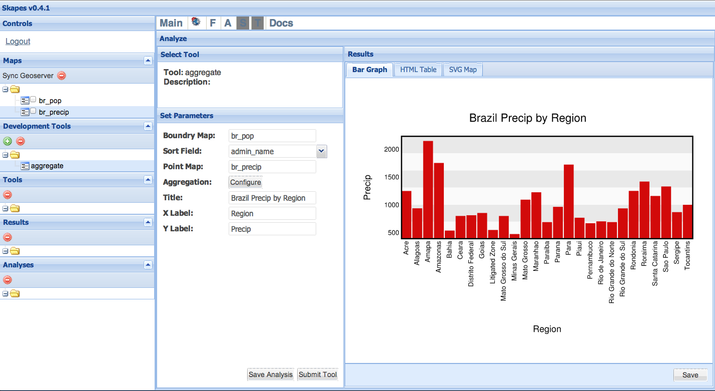 Skapes v0.4.1
Controls
Logout
Maps
Sync Geoserver
br_pop
br_precip
Development Tools
aggregate
Tools
Results
Analyses
Main F A S T Docs
Analyze
Select Tool
Tool: aggregate
Description:
Set Parameters
Boundry Map: br_pop
Sort Field: admin_name
Point Map: br_precip
Aggregation: Configure
Title: Brazil Precip by Region
X Label: Region
Y Label: Precip
Save Analysis Submit Tool
Results
Bar Graph HTML Table SVG Map
Brazil Precip by Region
Precip
2000
1500
1000
500
Acre
Alagoas
Amapa
Amazonas
Bahia
Ceara
Distrito Federal
Goias
Litigated Zone
Mato Grosso do Sul
Minas Gerais
Mato Grosso
Maranhao
Paraiba
Parana
Para
Piaui
Pernambuco
Rio de Janeiro
Rio Grande do Norte
Rio Grande do Sul
Rondonia
Roraima
Santa Catarina
Sao Paulo
Sergipe
Tocantins
Region
Save